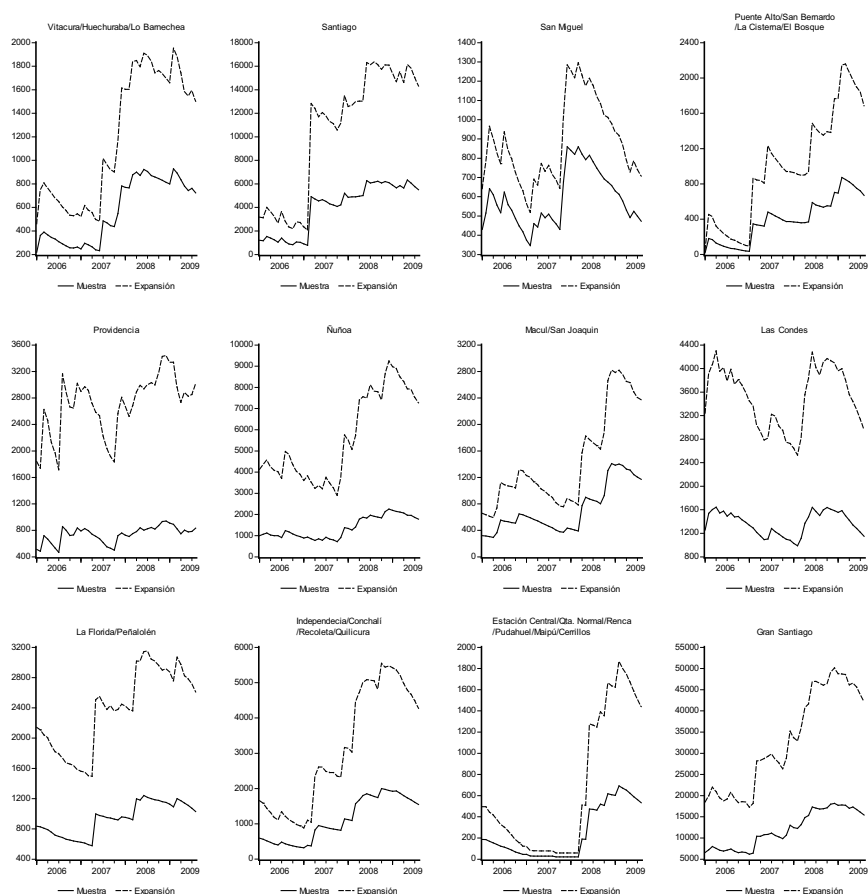 Vitacura/Huechuraba/Lo Barnechea
2000
1800
1600
1400
1200
1000
800
600
400
200
2006 2007 2008 2009
Muestra Expansión
Santiago
18000
16000
14000
12000
10000
8000
6000
4000
2000
0
2006 2007 2008 2009
Muestra Expansión
San Miguel
1400
1300
1200
1100
1000
900
800
700
600
500
400
300
2006 2007 2008 2009
Muestra Expansión
Puente Alto/San Bernardo
/La Cisterna/El Bosque
2400
2000
1600
1200
800
400
0
2006 2007 2008 2009
Muestra Expansión
Providencia
3600
3200
2800
2400
2000
1600
1200
800
400
2006 2007 2008 2009
Muestra Expansión
Ñuñoa
10000
9000
8000
7000
6000
5000
4000
3000
2000
1000
0
2006 2007 2008 2009
Muestra Expansión
Macul/San Joaquin
3200
2800
2400
2000
1600
1200
800
400
0
2006 2007 2008 2009
Muestra Expansión
Las Condes
4400
4000
3600
3200
2800
2400
2000
1600
1200
800
2006 2007 2008 2009
Muestra Expansión
La Florida/Peñalolén
3200
2800
2400
2000
1600
1200
800
400
2006 2007 2008 2009
Muestra Expansión
Independecia/Conchalí
/Recoleta/Quilicura
6000
5000
4000
3000
2000
1000
0
2006 2007 2008 2009
Muestra Expansión
Estación Central/Qta. Normal/Renca
/Pudahuel/Maipú/Cerrillos
2000
1800
1600
1400
1200
1000
800
600
400
200
0
2006 2007 2008 2009
Muestra Expansión
Gran Santiago
55000
50000
45000
40000
35000
30000
25000
20000
15000
10000
5000
2006 2007 2008 2009
Muestra Expansión